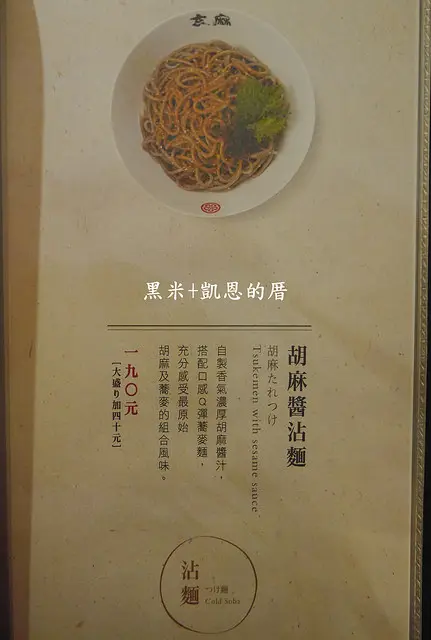 玄麻
黒米+凱恩的厝
胡麻醬沾麵
胡麻たれつけ
Tsukemen with sesame sauce
自製香氣濃厚胡麻醬汁，
搭配口感Q彈蕎麥麵，
充分感受最原始
胡麻及蕎麥的組合風味。
一九〇元
［大盛り加四十元］
沾麵
つけ麺
Cold Soba